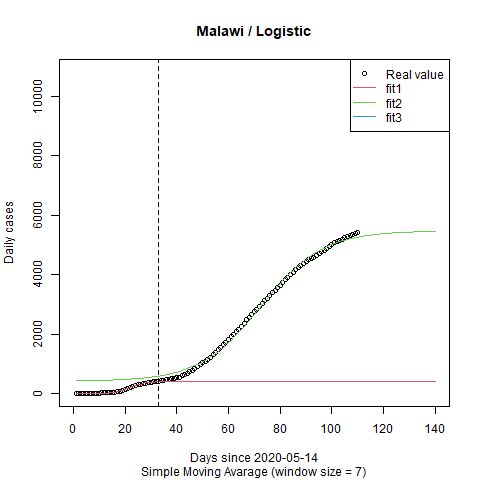 Malawi / Logistic
Real value
fit1
fit2
fit3
Daily cases
0
2000
4000
6000
8000
10000
0 20 40 60 80 100 120 140
Days since 2020-05-14
Simple Moving Avarage (window size = 7)